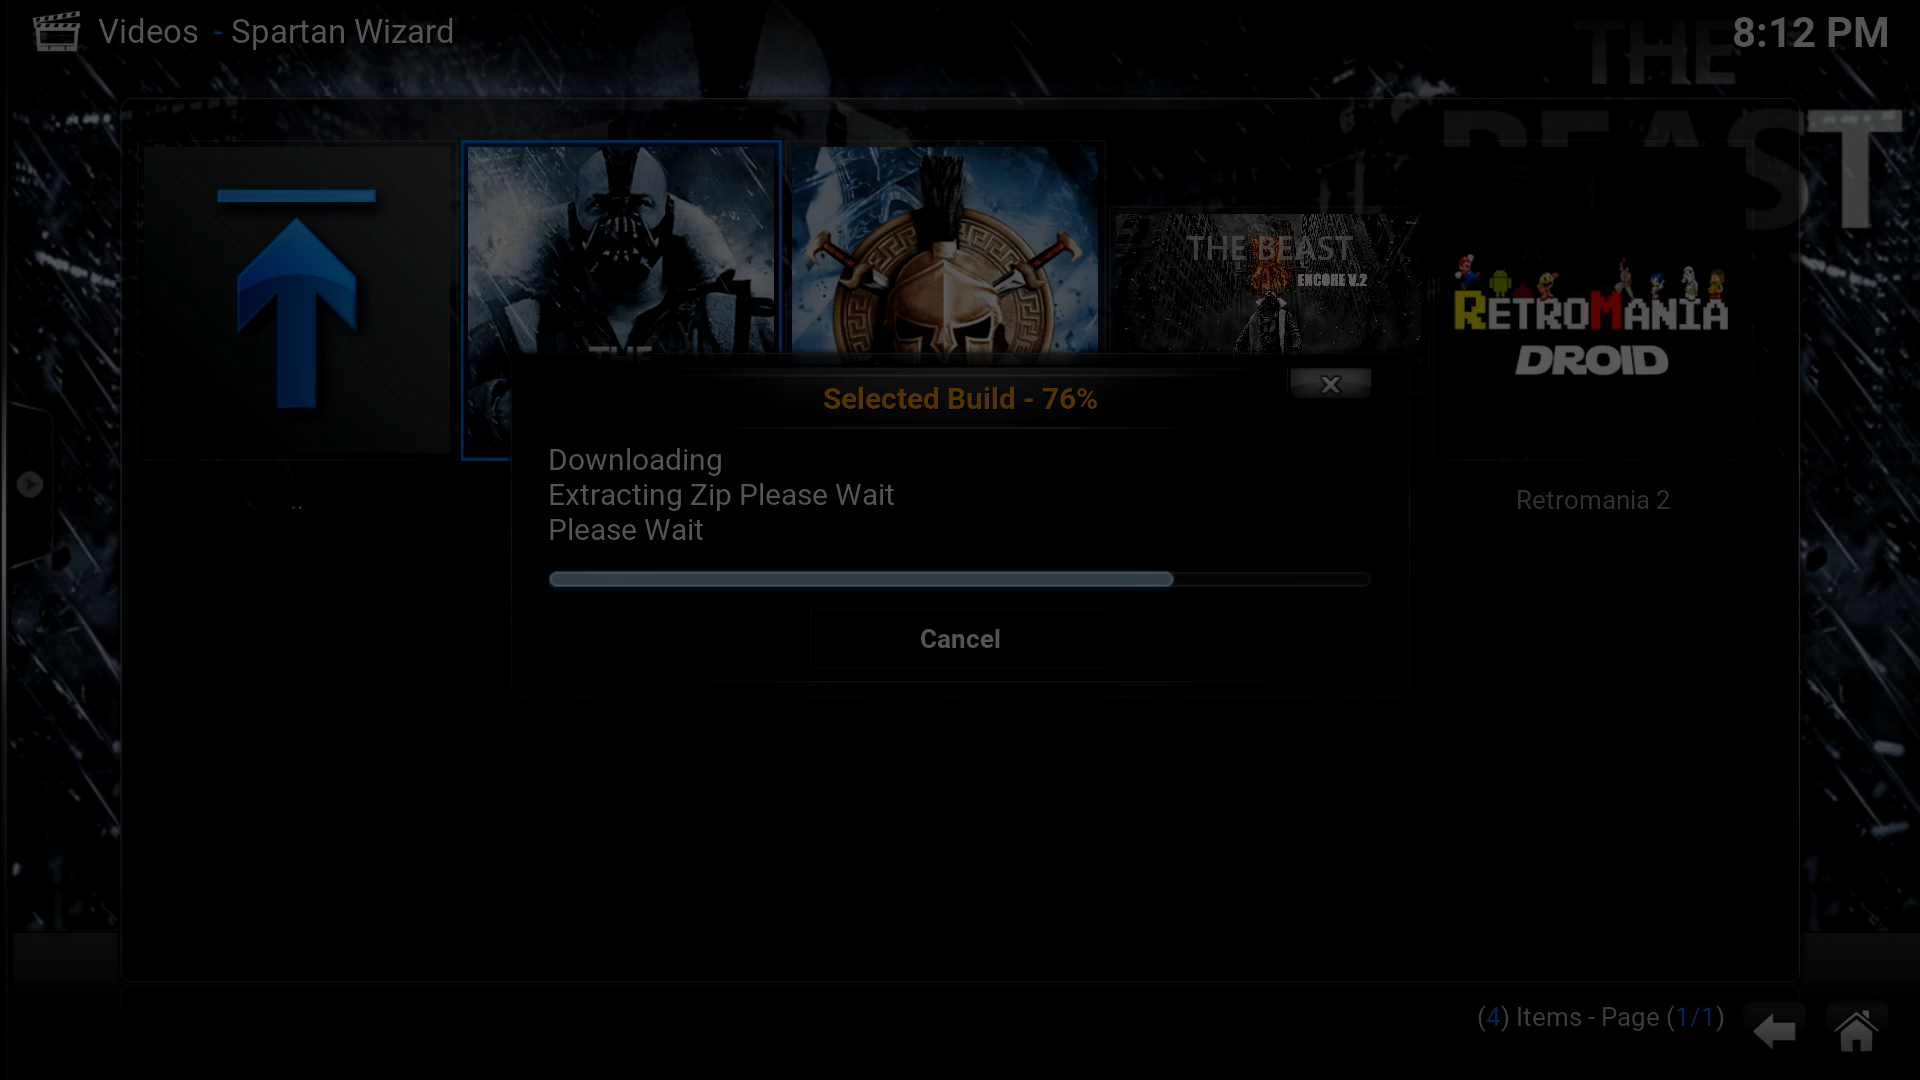 Videos - Spartan Wizard
8:12 PM
THE
BEAST
THE BEAST
ENCORE V.2
RETROMANIA
DROID
THE
Selected Build - 76%
X
Downloading
Extracting Zip Please Wait
Please Wait
Cancel
..
Retromania 2
(4) Items - Page (1/1)